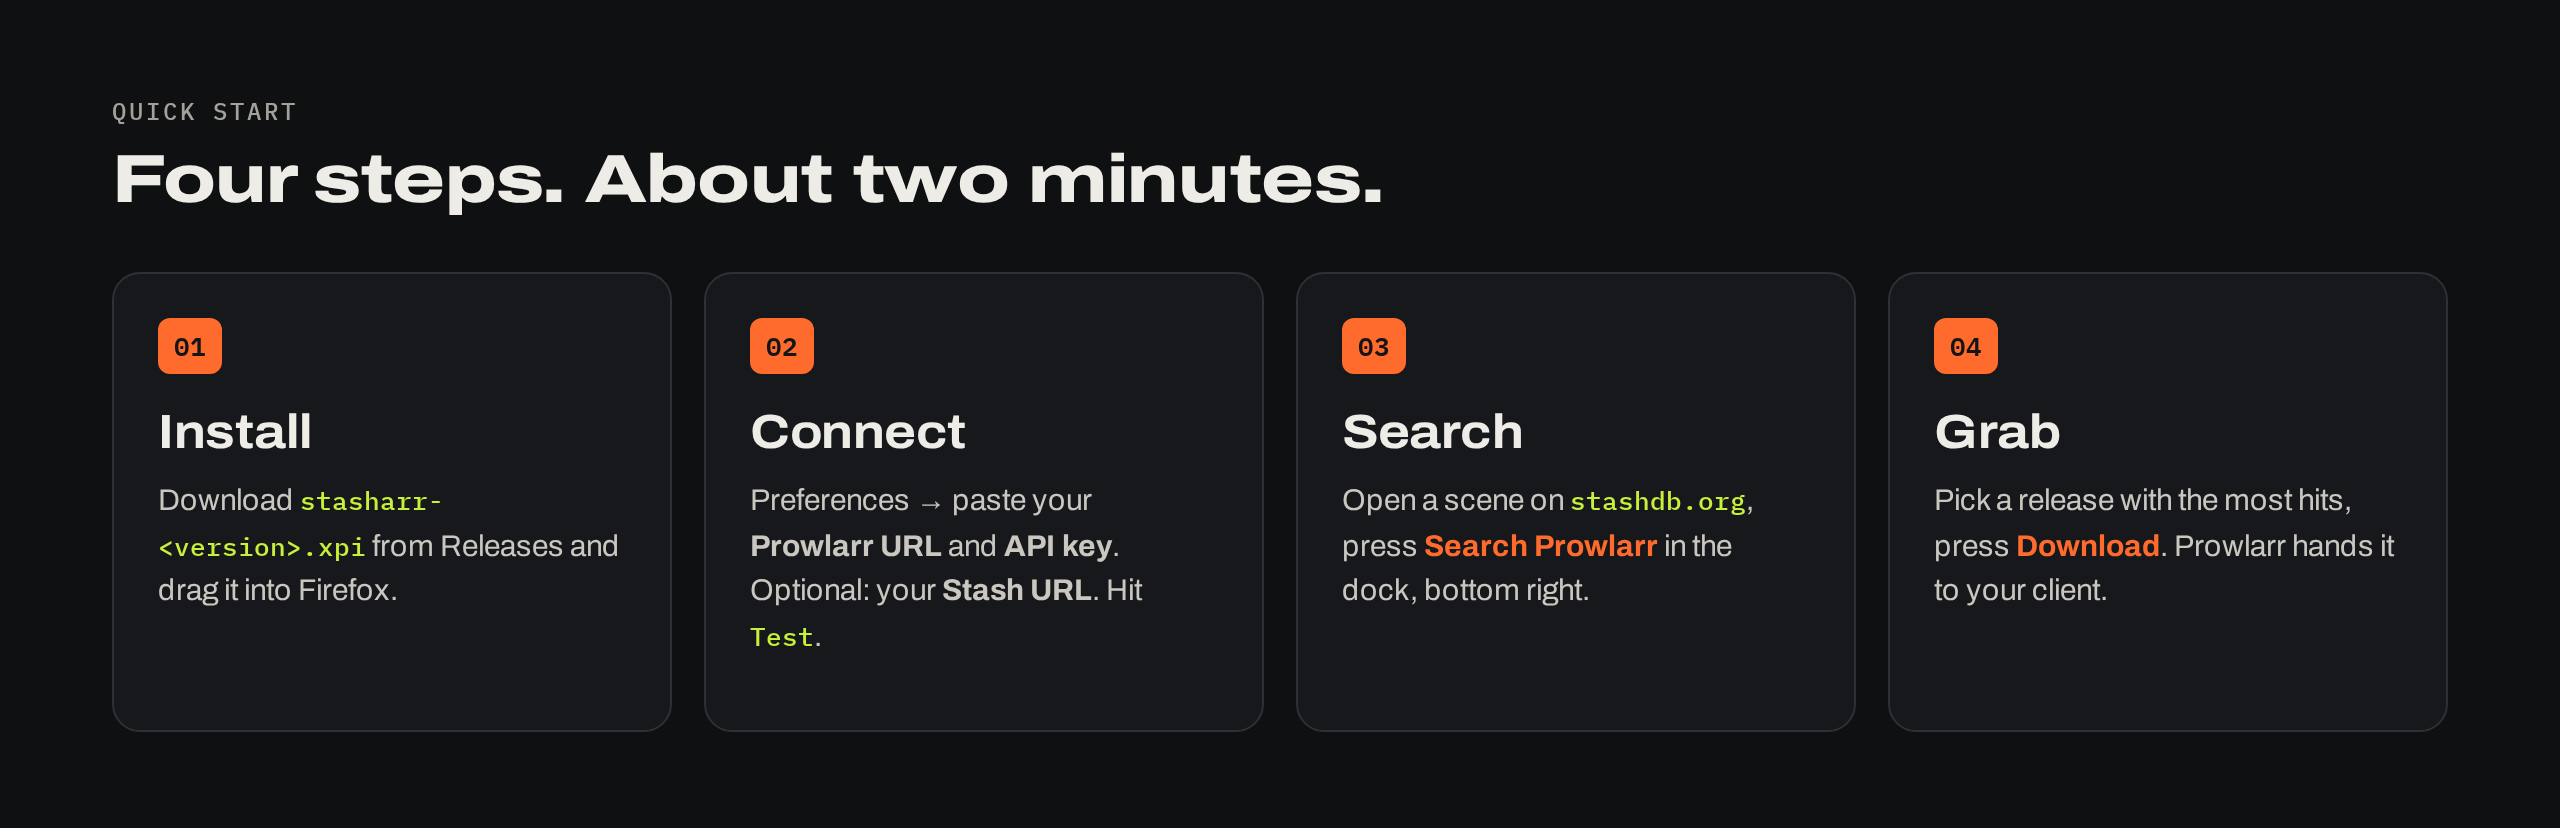 QUICK START
Four steps. About two minutes.
01
Install
Download stasharr-
<version>.xpi from Releases and
drag it into Firefox.
02
Connect
Preferences → paste your
Prowlarr URL and API key.
Optional: your Stash URL. Hit
Test.
03
Search
Open a scene on stashdb.org,
press Search Prowlarr in the
dock, bottom right.
04
Grab
Pick a release with the most hits,
press Download. Prowlarr hands it
to your client.